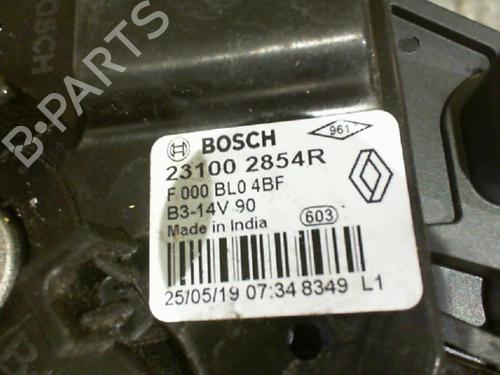 BOSCH
B-PARTS
961
BOSCH
23100 2854R
F 000 BL0 4BF
B3-14V 90
Made in India
603
25/05/19 07:34 8349 L1